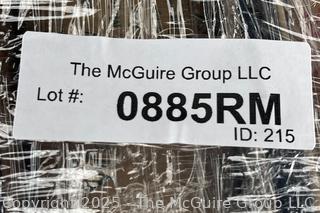 The McGuire Group LLC
Lot #: 0885RM
ID: 215
Copyright 2025 - The McGuire Group LLC